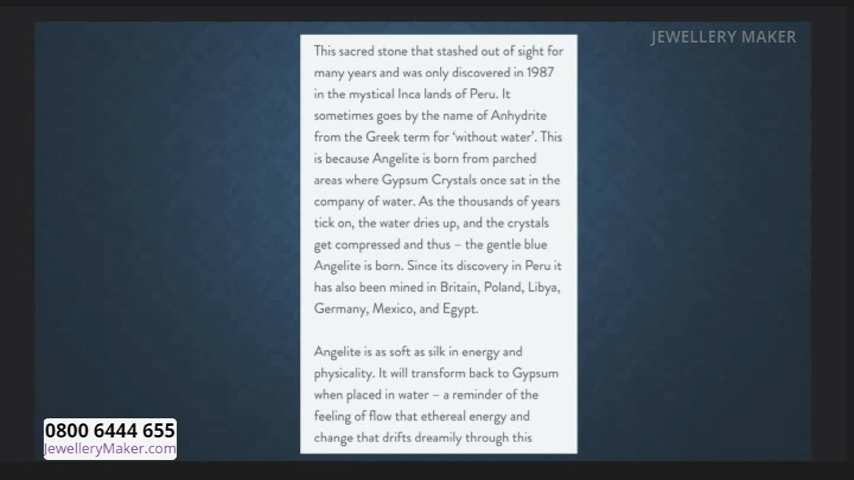 JEWELLERY MAKER
This sacred stone that stashed out of sight for
many years and was only discovered in 1987
in the mystical Inca lands of Peru. It
sometimes goes by the name of Anhydrite
from the Greek term for ‘without water’. This
is because Angelite is born from parched
areas where Gypsum Crystals once sat in the
company of water. As the thousands of years
tick on, the water dries up, and the crystals
get compressed and thus – the gentle blue
Angelite is born. Since its discovery in Peru it
has also been mined in Britain, Poland, Libya,
Germany, Mexico, and Egypt.
Angelite is as soft as silk in energy and
physicality. It will transform back to Gypsum
when placed in water – a reminder of the
feeling of flow that ethereal energy and
change that drifts dreamily through this
0800 6444 655
JewelleryMaker.com